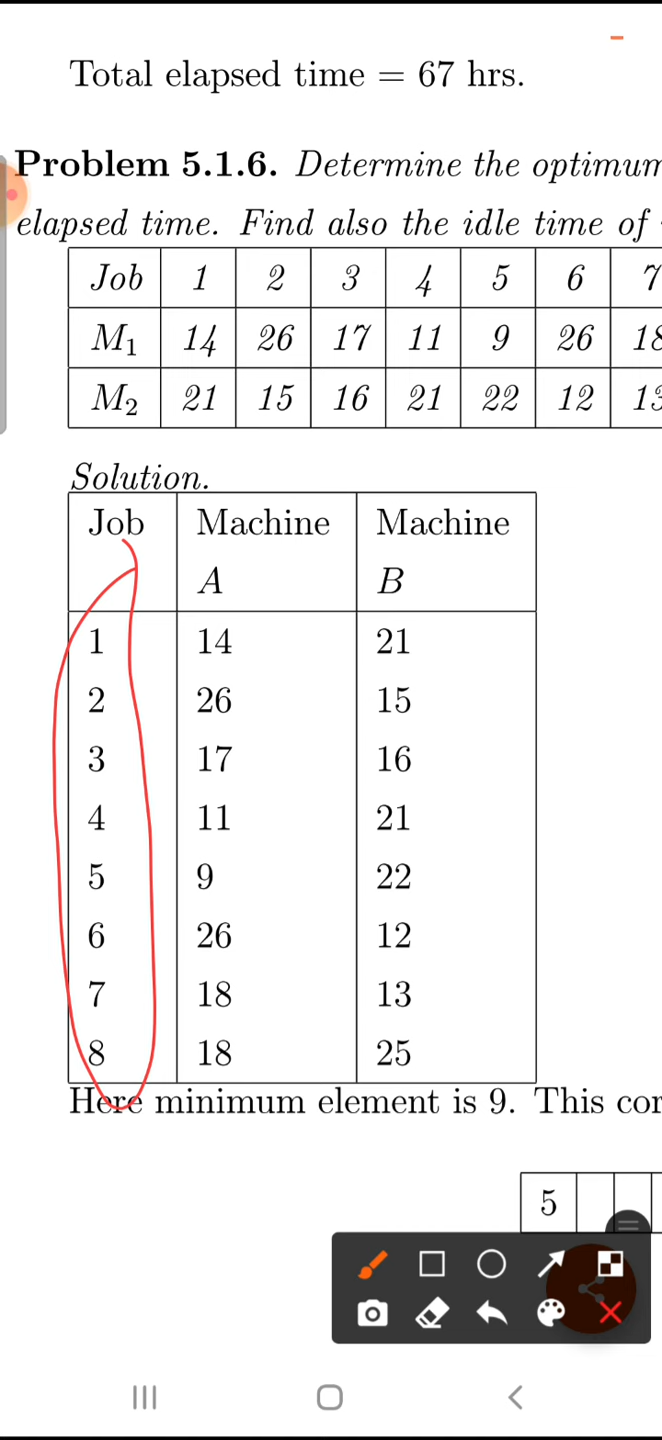 Total elapsed time = 67 hrs.
Problem 5.1.6. Determine the optimum
elapsed time. Find also the idle time of
Job 1 2 3 4 5 6 7
M₁ 14 26 17 11 9 26 18
M₂ 21 15 16 21 22 12 13
Solution.
Job Machine Machine
A B
1 14 21
2 26 15
3 17 16
4 11 21
5 9 22
6 26 12
7 18 13
8 18 25
Here minimum element is 9. This cor
5